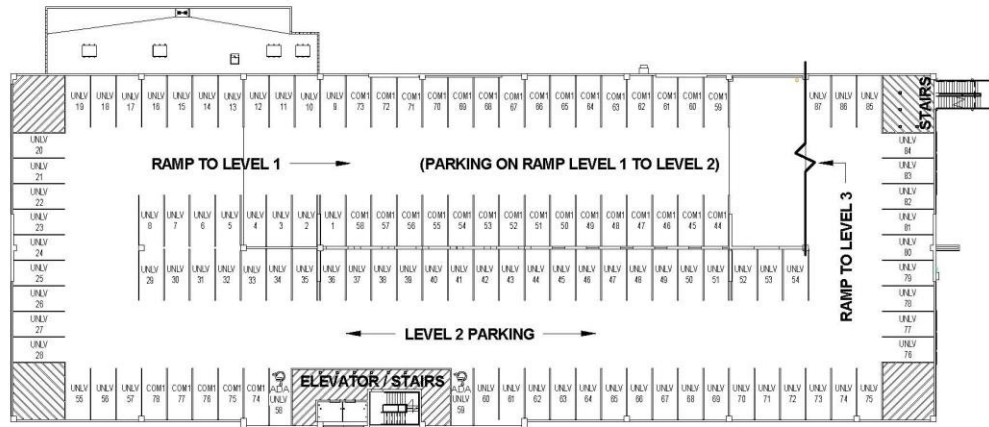 UNLV 19
UNLV 18
UNLV 17
UNLV 16
UNLV 15
UNLV 14
UNLV 13
UNLV 12
UNLV 11
UNLV 10
UNLV 9
COM1 73
COM1 72
COM1 71
COM1 70
COM1 69
COM1 68
COM1 67
COM1 66
COM1 65
COM1 64
COM1 63
COM1 62
COM1 61
COM1 60
COM1 59
UNLV 87
UNLV 86
UNLV 85
STAIRS
UNLV 20
UNLV 21
UNLV 22
UNLV 23
UNLV 24
UNLV 25
UNLV 26
UNLV 27
UNLV 28
RAMP TO LEVEL 1
(PARKING ON RAMP LEVEL 1 TO LEVEL 2)
RAMP TO LEVEL 3
UNLV 84
UNLV 83
UNLV 82
UNLV 81
UNLV 80
UNLV 79
UNLV 78
UNLV 77
UNLV 76
UNLV 8
UNLV 7
UNLV 6
UNLV 5
UNLV 4
UNLV 3
UNLV 2
UNLV 1
COM1 58
COM1 57
COM1 56
COM1 55
COM1 54
COM1 53
COM1 52
COM1 51
COM1 50
COM1 49
COM1 48
COM1 47
COM1 46
COM1 45
COM1 44
UNLV 29
UNLV 30
UNLV 31
UNLV 32
UNLV 33
UNLV 34
UNLV 35
UNLV 36
UNLV 37
UNLV 38
UNLV 39
UNLV 40
UNLV 41
UNLV 42
UNLV 43
UNLV 44
UNLV 45
UNLV 46
UNLV 47
UNLV 48
UNLV 49
UNLV 50
UNLV 51
UNLV 52
UNLV 53
UNLV 54
LEVEL 2 PARKING
ELEVATOR / STAIRS
UNLV 55
UNLV 56
UNLV 57
COM1 78
COM1 77
COM1 76
COM1 75
COM1 74
ADA
UNLV 58
ADA
UNLV 59
UNLV 60
UNLV 61
UNLV 62
UNLV 63
UNLV 64
UNLV 65
UNLV 66
UNLV 67
UNLV 68
UNLV 69
UNLV 70
UNLV 71
UNLV 72
UNLV 73
UNLV 74
UNLV 75